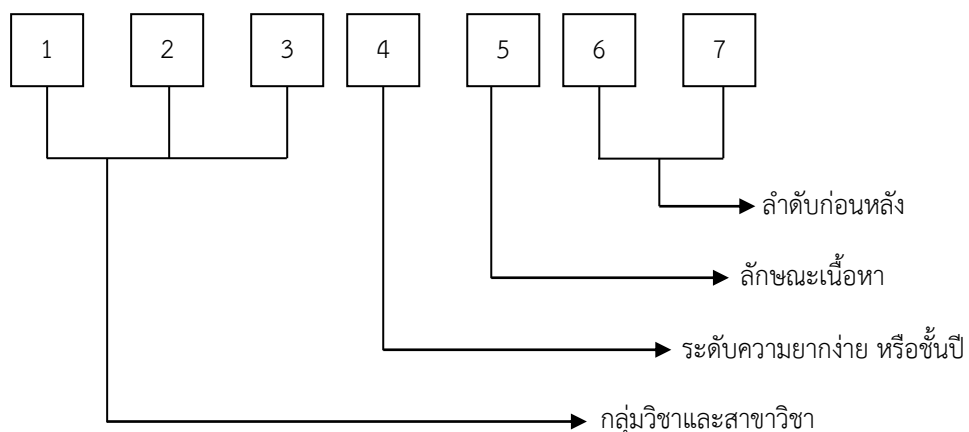 1 2 3 4 5 6 7
ลำดับก่อนหลัง
ลักษณะเนื้อหา
ระดับความยากง่าย หรือชั้นปี
กลุ่มวิชาและสาขาวิชา